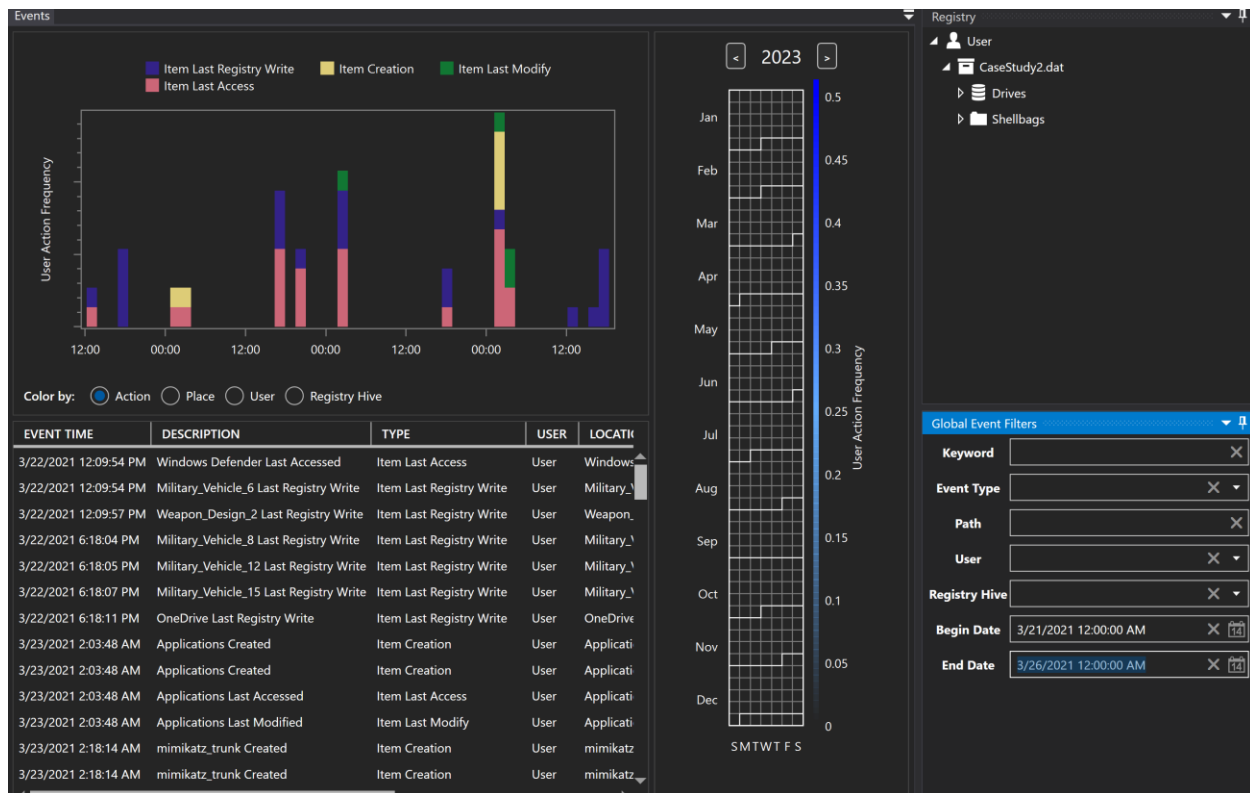 Events
Item Last Registry Write Item Creation Item Last Modify
Item Last Access
User Action Frequency
12:00 00:00 12:00 00:00 12:00 00:00 12:00
Color by: Action Place User Registry Hive
EVENT TIME DESCRIPTION TYPE USER LOCATI
3/22/2021 12:09:54 PM Windows Defender Last Accessed Item Last Access User Windows
3/22/2021 12:09:54 PM Military_Vehicle_6 Last Registry Write Item Last Registry Write User Military_
3/22/2021 12:09:57 PM Weapon_Design_2 Last Registry Write Item Last Registry Write User Weapon_
3/22/2021 6:18:04 PM Military_Vehicle_8 Last Registry Write Item Last Registry Write User Military_
3/22/2021 6:18:05 PM Military_Vehicle_12 Last Registry Write Item Last Registry Write User Military_
3/22/2021 6:18:07 PM Military_Vehicle_15 Last Registry Write Item Last Registry Write User Military_
3/22/2021 6:18:11 PM OneDrive Last Registry Write Item Last Registry Write User OneDrive
3/23/2021 2:03:48 AM Applications Created Item Creation User Applicati
3/23/2021 2:03:48 AM Applications Created Item Creation User Applicati
3/23/2021 2:03:48 AM Applications Last Accessed Item Last Access User Applicati
3/23/2021 2:03:48 AM Applications Last Modified Item Last Modify User Applicati
3/23/2021 2:18:14 AM mimikatz_trunk Created Item Creation User mimikatz
3/23/2021 2:18:14 AM mimikatz_trunk Created Item Creation User mimikatz
< 2023 >
Jan
Feb
Mar
Apr
May
Jun
Jul
Aug
Sep
Oct
Nov
Dec
S M T W T F S
0.5
0.45
0.4
0.35
0.3
0.25
0.2
0.15
0.1
0.05
0
User Action Frequency
Registry
User
CaseStudy2.dat
Drives
Shellbags
Global Event Filters
Keyword
Event Type
Path
User
Registry Hive
Begin Date 3/21/2021 12:00:00 AM 14
End Date 3/26/2021 12:00:00 AM 14